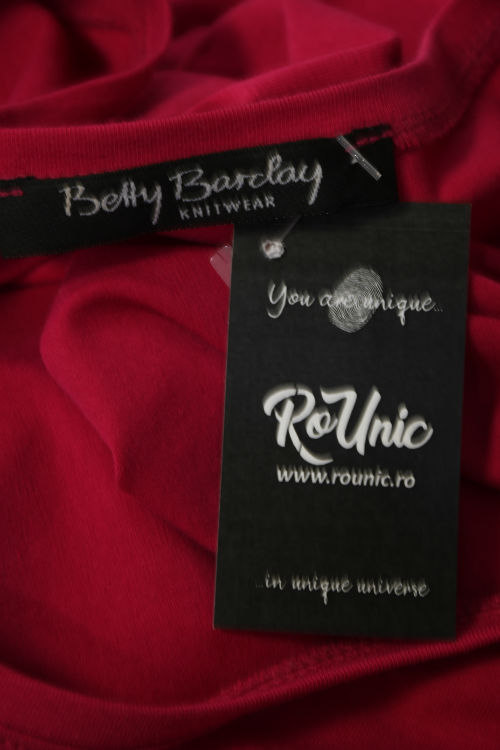 Betty Barclay
KNITWEAR
You are unique...
RoUnic
www.rounic.ro
...in unique universe